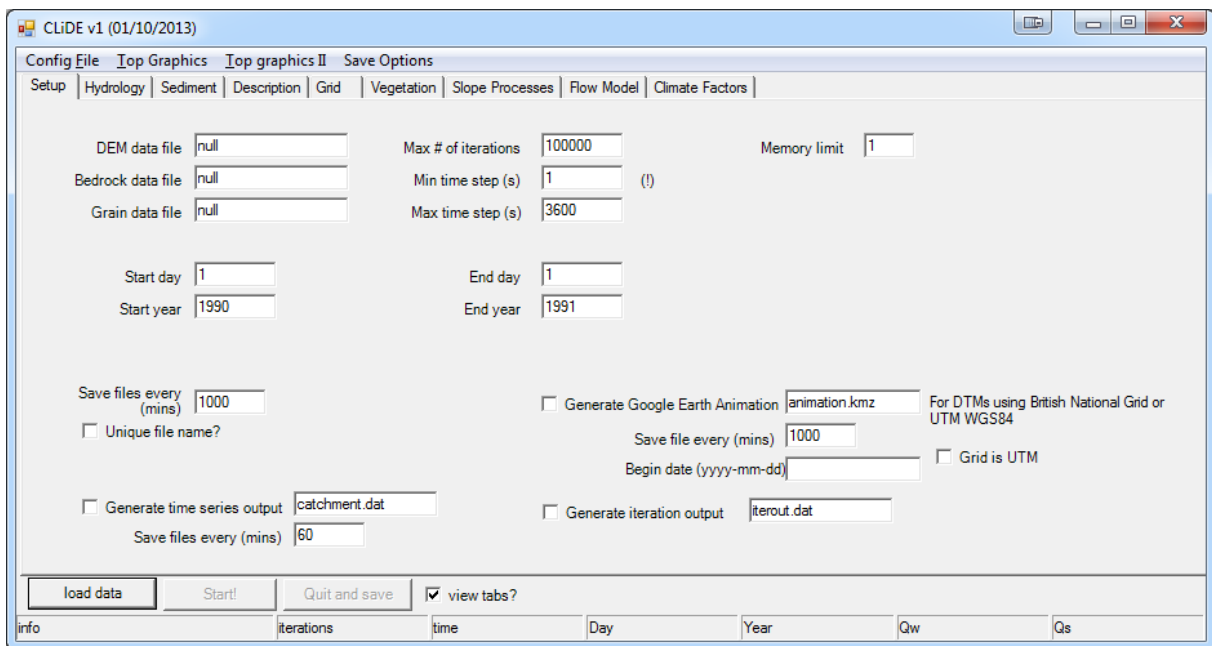 CLiDE v1 (01/10/2013)
Config File Top Graphics Top graphics II Save Options
Setup Hydrology Sediment Description Grid Vegetation Slope Processes Flow Model Climate Factors
DEM data file null Max # of iterations 100000 Memory limit 1
Bedrock data file null Min time step (s) 1 (!)
Grain data file null Max time step (s) 3600
Start day 1 End day 1
Start year 1990 End year 1991
Save files every
(mins) 1000
Unique file name?
Generate Google Earth Animation animation.kmz For DTMs using British National Grid or
UTM WGS84
Save file every (mins) 1000
Begin date (yyyy-mm-dd) Grid is UTM
Generate time series output catchment.dat Generate iteration output iterout.dat
Save files every (mins) 60
load data Start! Quit and save view tabs?
info iterations time Day Year Qw Qs